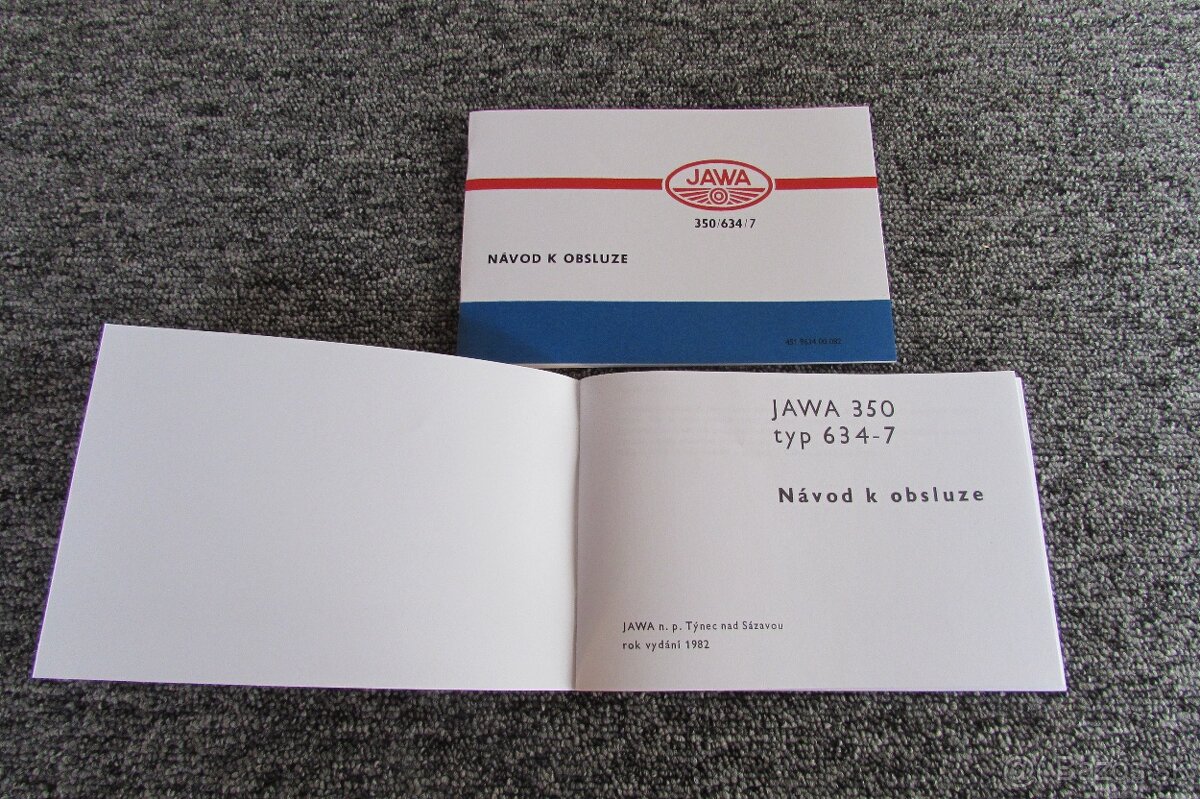 JAWA
350/634/7
NÁVOD K OBSLUZE
JAWA 350
typ 634-7
Návod k obsluze
JAWA n. p. Týnec nad Sázavou
rok vydání 1982